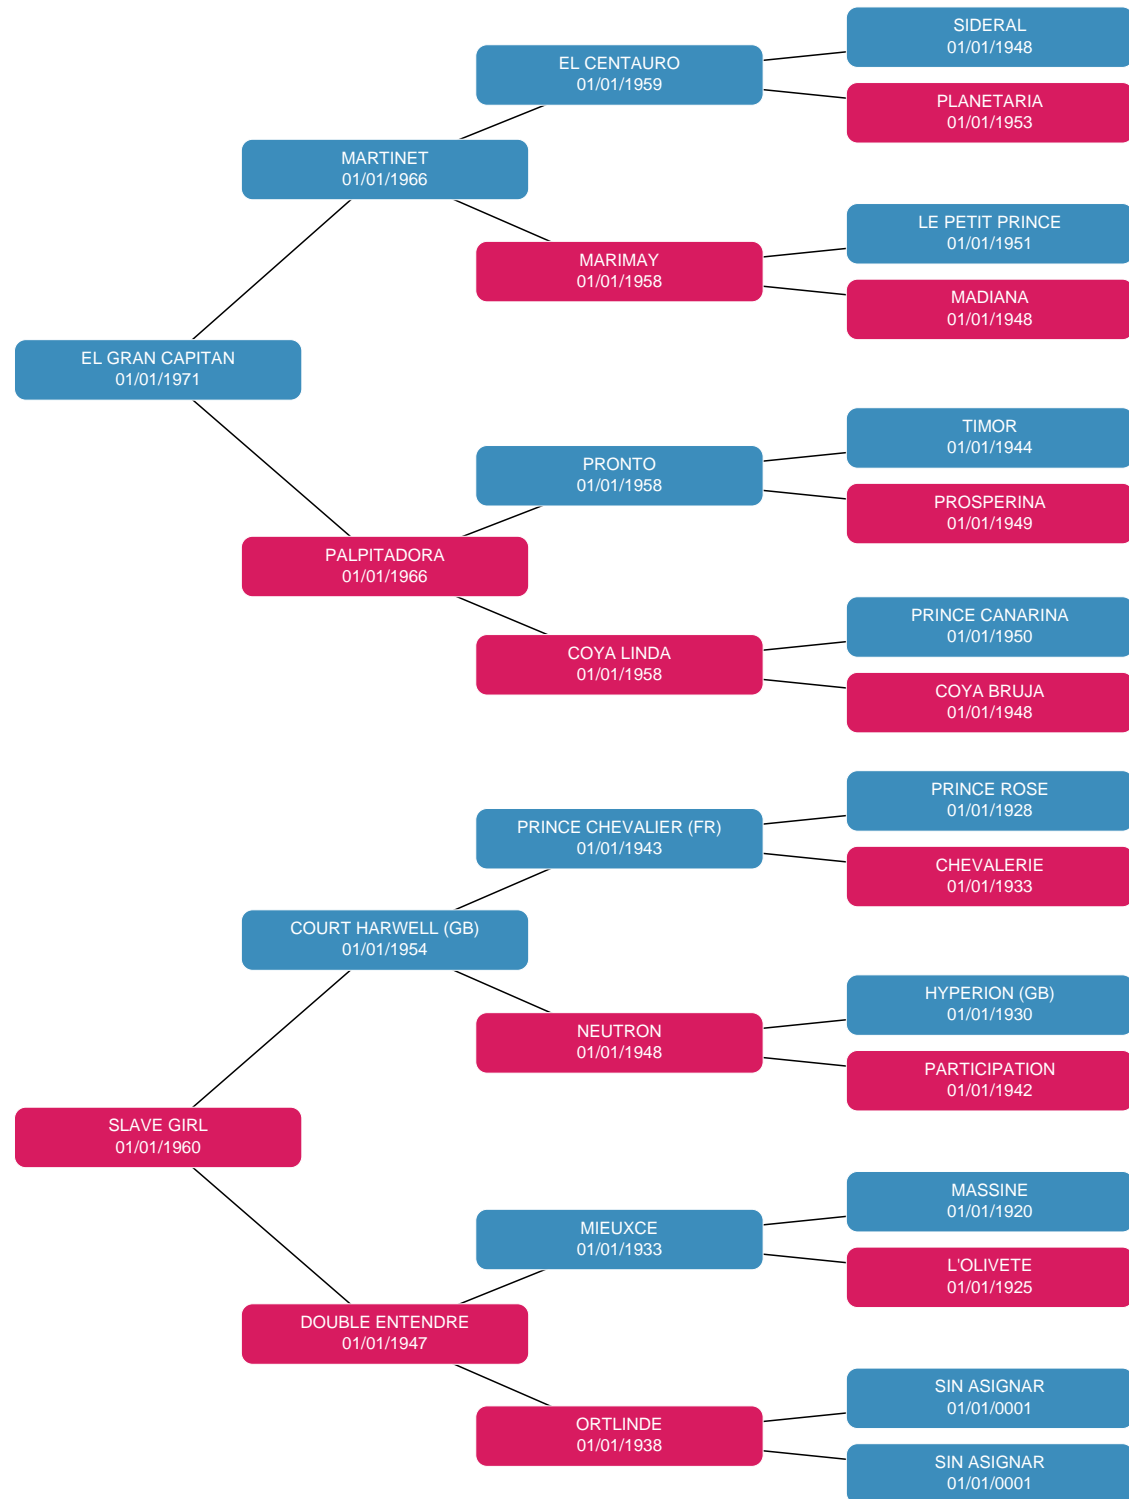 SIDERAL
01/01/1948
EL CENTAURO
01/01/1959
PLANETARIA
01/01/1953
MARTINET
01/01/1966
LE PETIT PRINCE
01/01/1951
MARIMAY
01/01/1958
MADIANA
01/01/1948
EL GRAN CAPITAN
01/01/1971
TIMOR
01/01/1944
PRONTO
01/01/1958
PROSPERINA
01/01/1949
PALPITADORA
01/01/1966
PRINCE CANARINA
01/01/1950
COYA LINDA
01/01/1958
COYA BRUJA
01/01/1948
PRINCE ROSE
01/01/1928
PRINCE CHEVALIER (FR)
01/01/1943
CHEVALERIE
01/01/1933
COURT HARWELL (GB)
01/01/1954
HYPERION (GB)
01/01/1930
NEUTRON
01/01/1948
PARTICIPATION
01/01/1942
SLAVE GIRL
01/01/1960
MASSINE
01/01/1920
MIEUXCE
01/01/1933
L'OLIVETE
01/01/1925
DOUBLE ENTENDRE
01/01/1947
SIN ASIGNAR
01/01/0001
ORTLINDE
01/01/1938
SIN ASIGNAR
01/01/0001